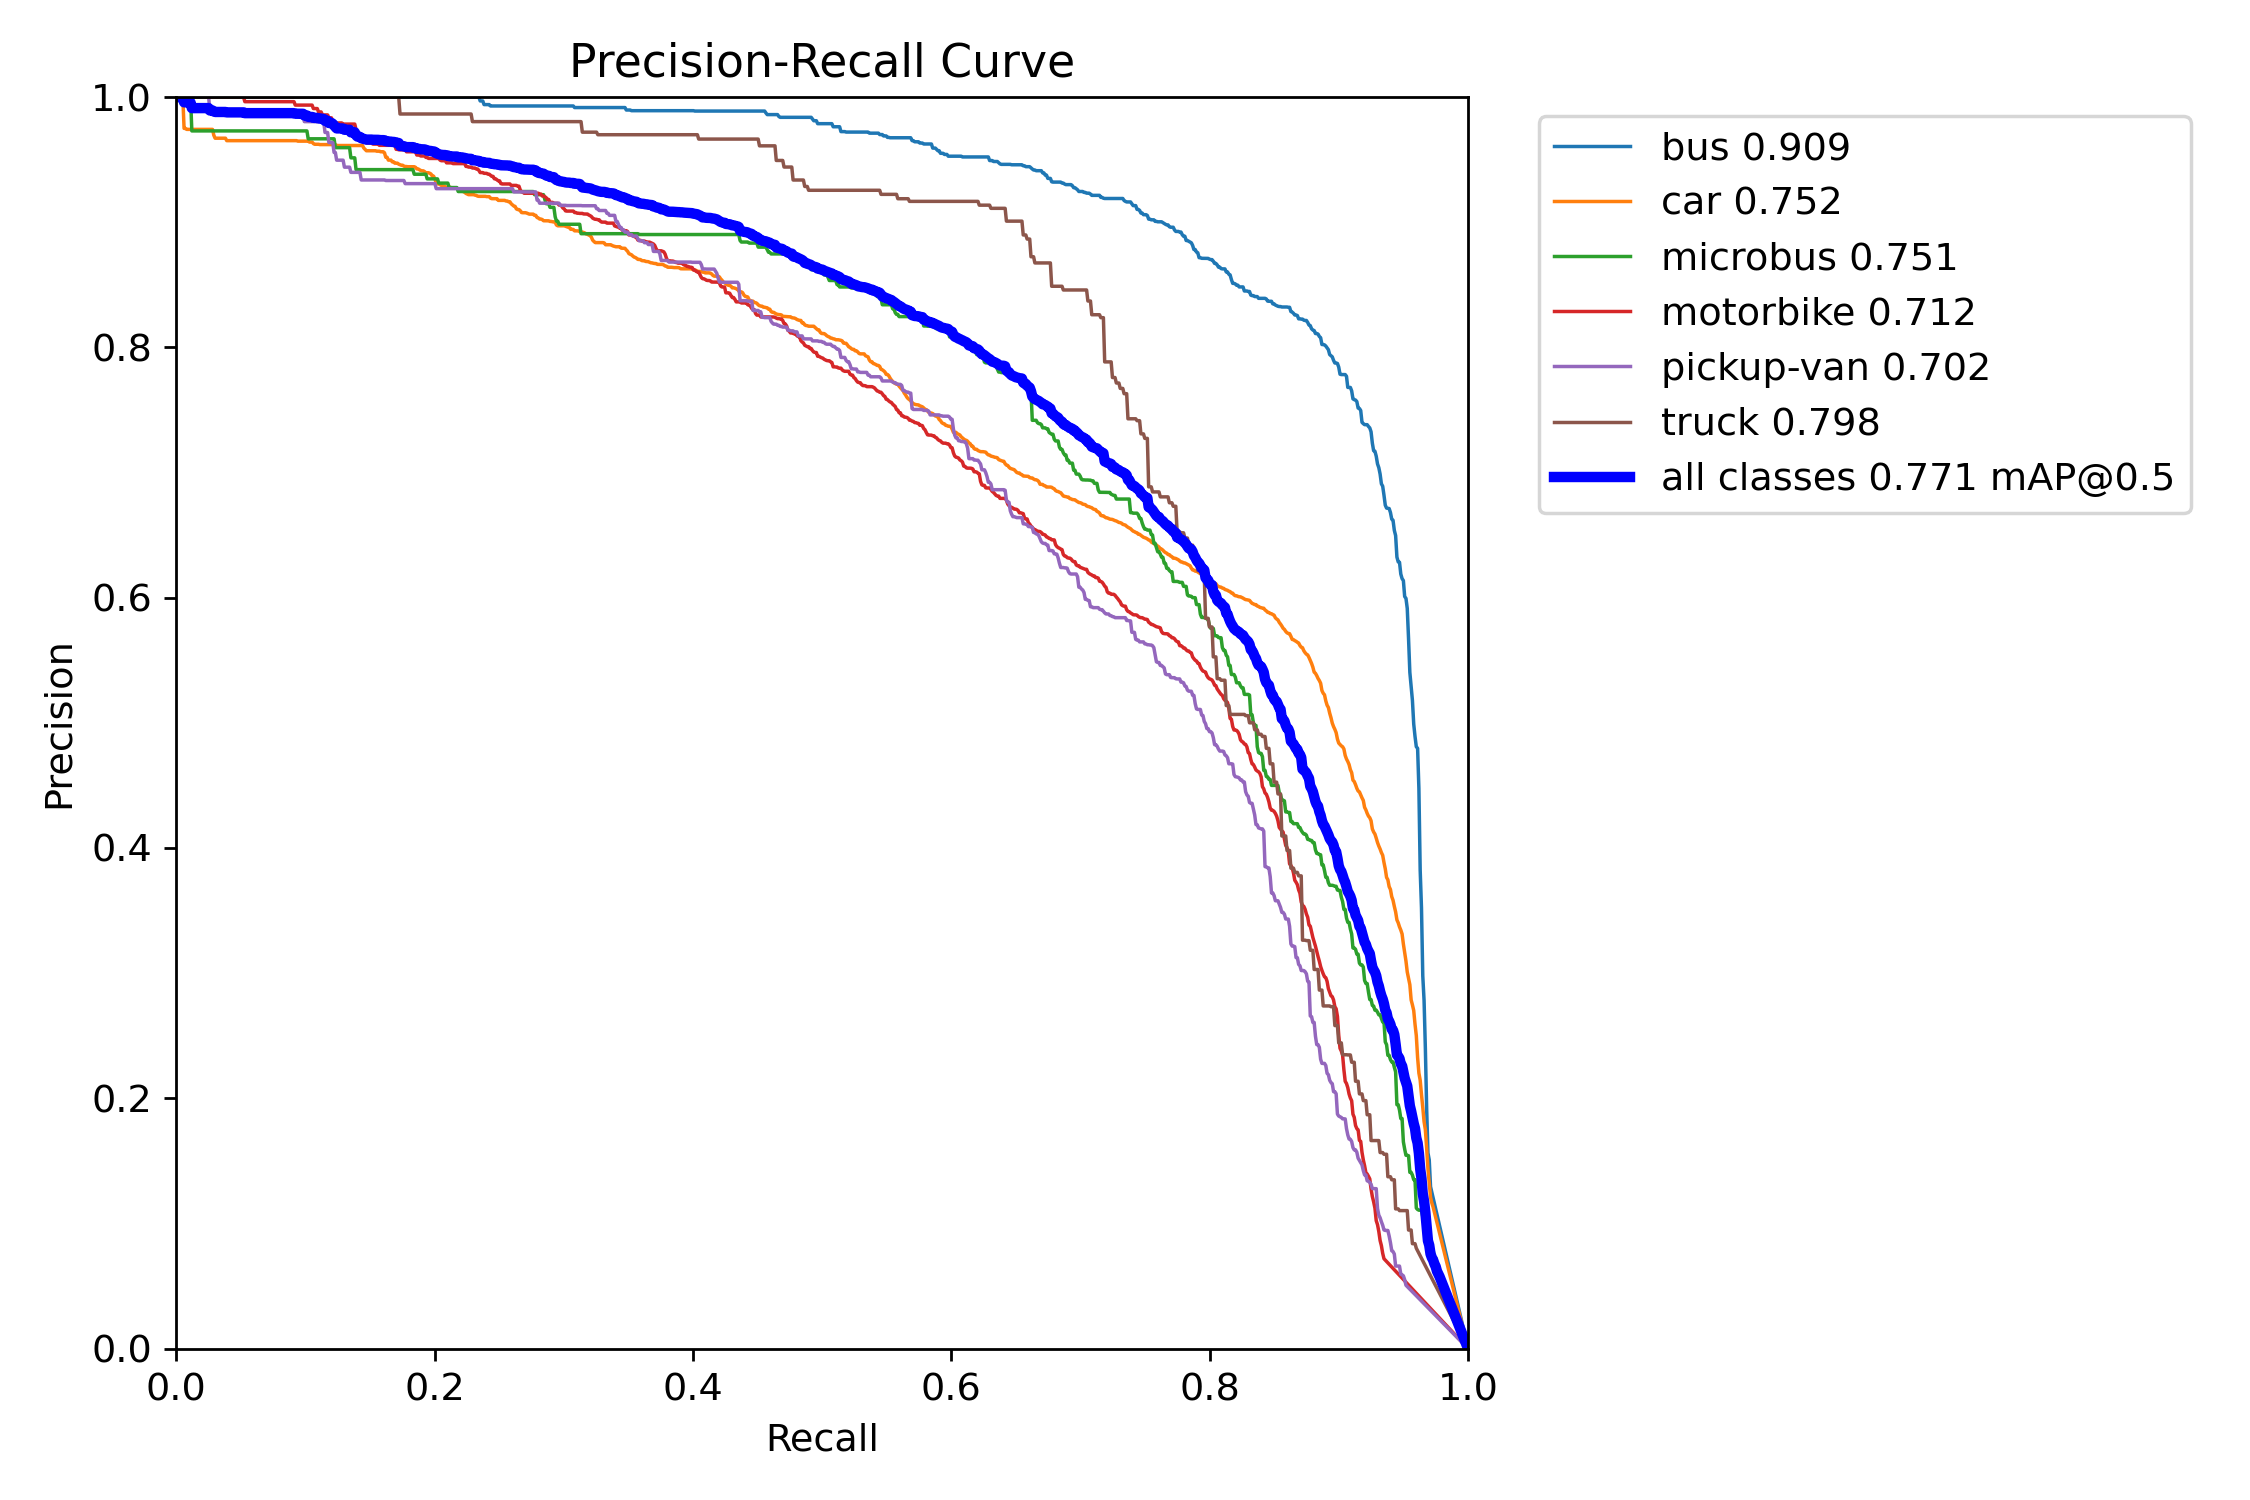 Precision-Recall Curve
1.0
0.8
0.6
0.4
0.2
0.0
Precision
0.0 0.2 0.4 0.6 0.8 1.0
Recall
bus 0.909
car 0.752
microbus 0.751
motorbike 0.712
pickup-van 0.702
truck 0.798
all classes 0.771 mAP@0.5